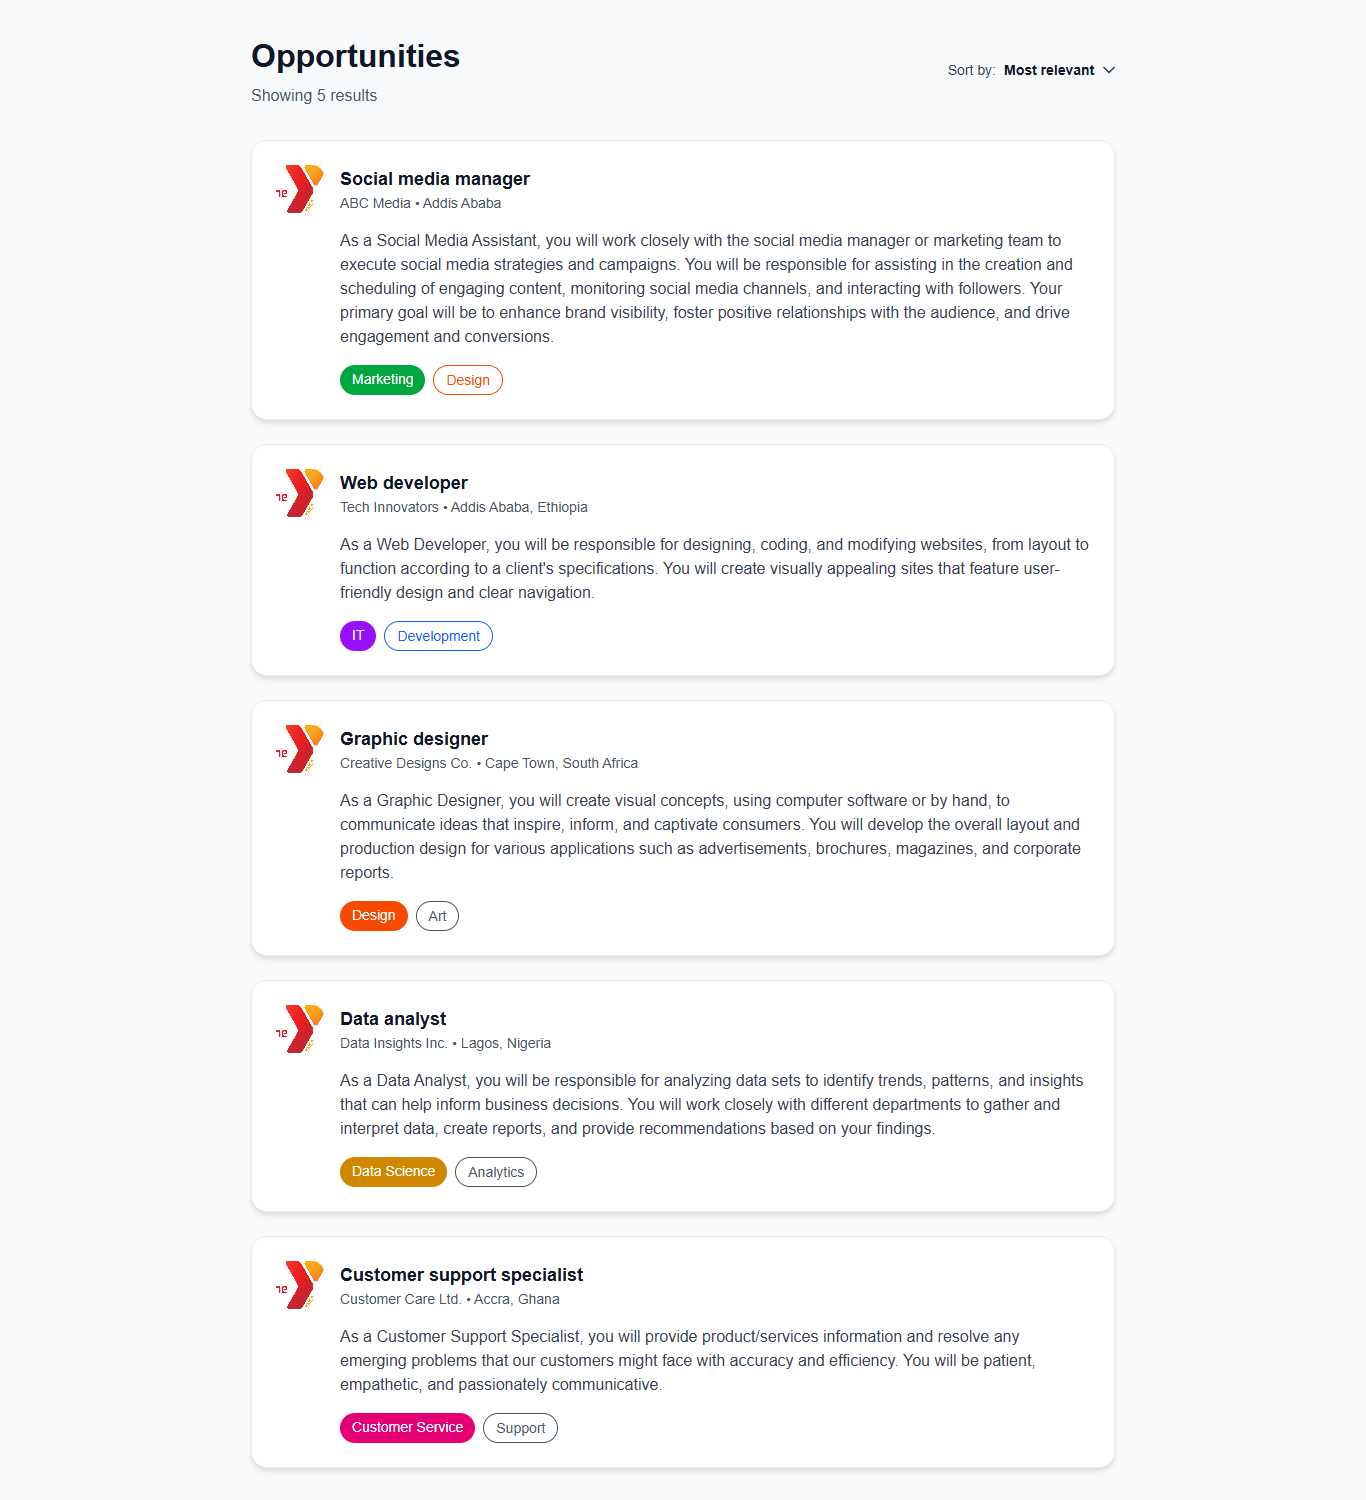 Opportunities
Showing 5 results
Sort by: Most relevant
Social media manager
ABC Media • Addis Ababa
As a Social Media Assistant, you will work closely with the social media manager or marketing team to
execute social media strategies and campaigns. You will be responsible for assisting in the creation and
scheduling of engaging content, monitoring social media channels, and interacting with followers. Your
primary goal will be to enhance brand visibility, foster positive relationships with the audience, and drive
engagement and conversions.
Marketing Design
Web developer
Tech Innovators • Addis Ababa, Ethiopia
As a Web Developer, you will be responsible for designing, coding, and modifying websites, from layout to
function according to a client's specifications. You will create visually appealing sites that feature user-
friendly design and clear navigation.
IT Development
Graphic designer
Creative Designs Co. • Cape Town, South Africa
As a Graphic Designer, you will create visual concepts, using computer software or by hand, to
communicate ideas that inspire, inform, and captivate consumers. You will develop the overall layout and
production design for various applications such as advertisements, brochures, magazines, and corporate
reports.
Design Art
Data analyst
Data Insights Inc. • Lagos, Nigeria
As a Data Analyst, you will be responsible for analyzing data sets to identify trends, patterns, and insights
that can help inform business decisions. You will work closely with different departments to gather and
interpret data, create reports, and provide recommendations based on your findings.
Data Science Analytics
Customer support specialist
Customer Care Ltd. • Accra, Ghana
As a Customer Support Specialist, you will provide product/services information and resolve any
emerging problems that our customers might face with accuracy and efficiency. You will be patient,
empathetic, and passionately communicative.
Customer Service Support